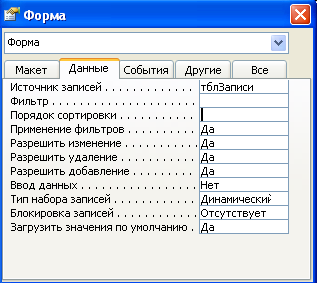 Форма
Форма
Макет Данные События Другие Все
Источник записей . . . . . . . . . . тблЗаписи
Фильтр . . . . . . . . . . . . . . . . . . . .
Порядок сортировки . . . . . . . .
Применение фильтров . . . . . . . Да
Разрешить изменение . . . . . . . Да
Разрешить удаление . . . . . . . . Да
Разрешить добавление . . . . . . Да
Ввод данных . . . . . . . . . . . . . . Нет
Тип набора записей . . . . . . . . . Динамический
Блокировка записей . . . . . . . . . Отсутствует
Загрузить значения по умолчанию . Да